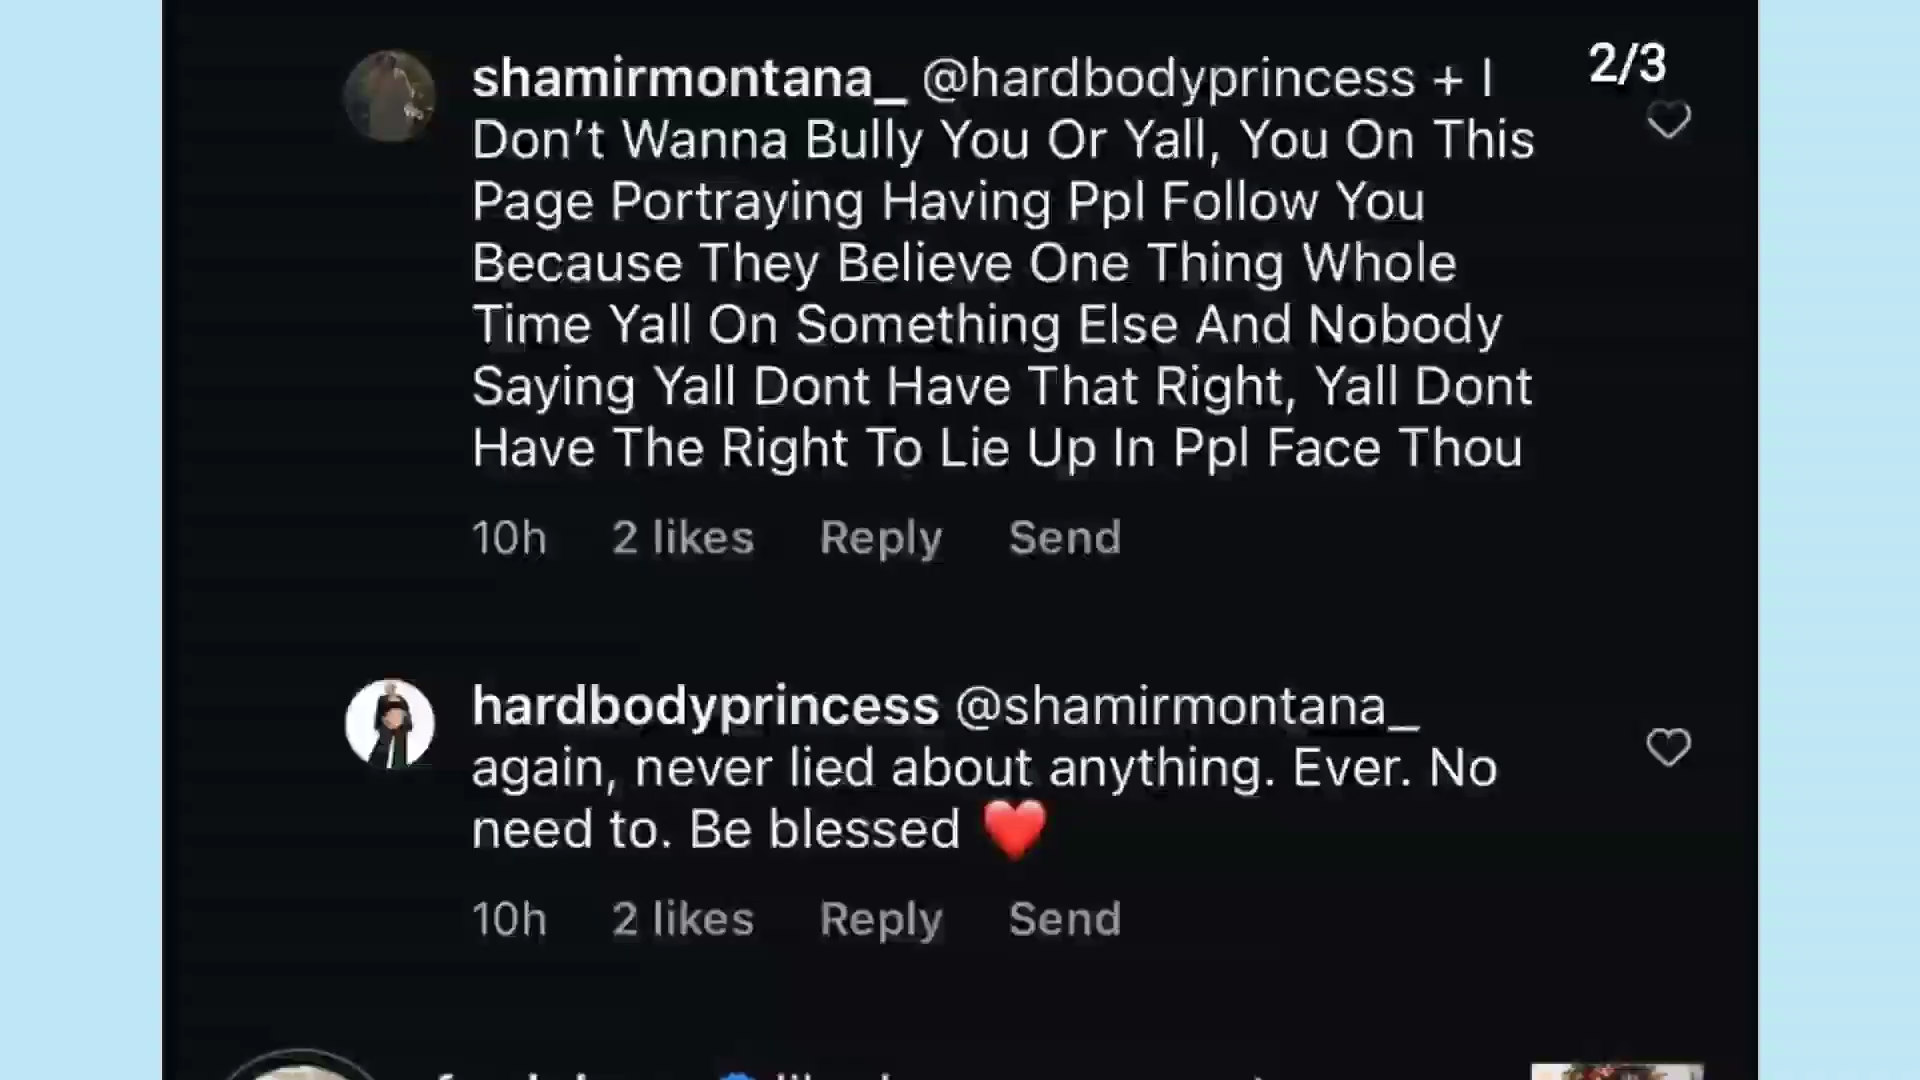 2/3
shamirmontana_ @hardbodyprincess + I
Don't Wanna Bully You Or Yall, You On This
Page Portraying Having Ppl Follow You
Because They Believe One Thing Whole
Time Yall On Something Else And Nobody
Saying Yall Dont Have That Right, Yall Dont
Have The Right To Lie Up In Ppl Face Thou
10h 2 likes Reply Send
hardbodyprincess @shamirmontana_
again, never lied about anything. Ever. No
need to. Be blessed ❤️
10h 2 likes Reply Send